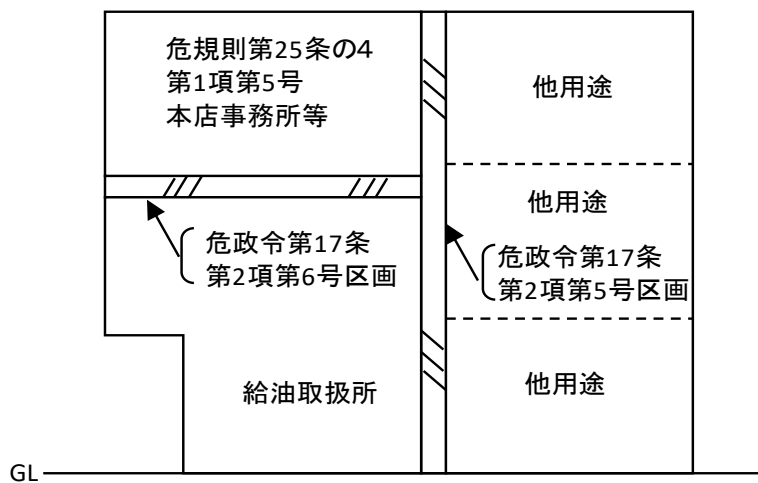 危規則第25条の4
第1項第5号
本店事務所等
他用途
他用途
危政令第17条
第2項第6号区画
危政令第17条
第2項第5号区画
給油取扱所
他用途
GL